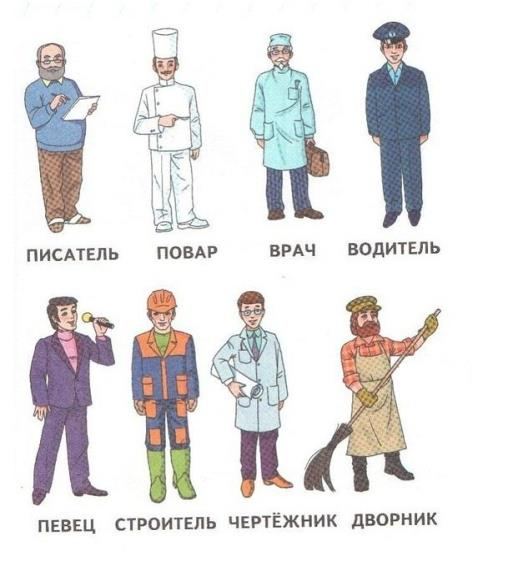 ПИСАТЕЛЬ ПОВАР ВРАЧ ВОДИТЕЛЬ
ПЕВЕЦ СТРОИТЕЛЬ ЧЕРТЁЖНИК ДВОРНИК